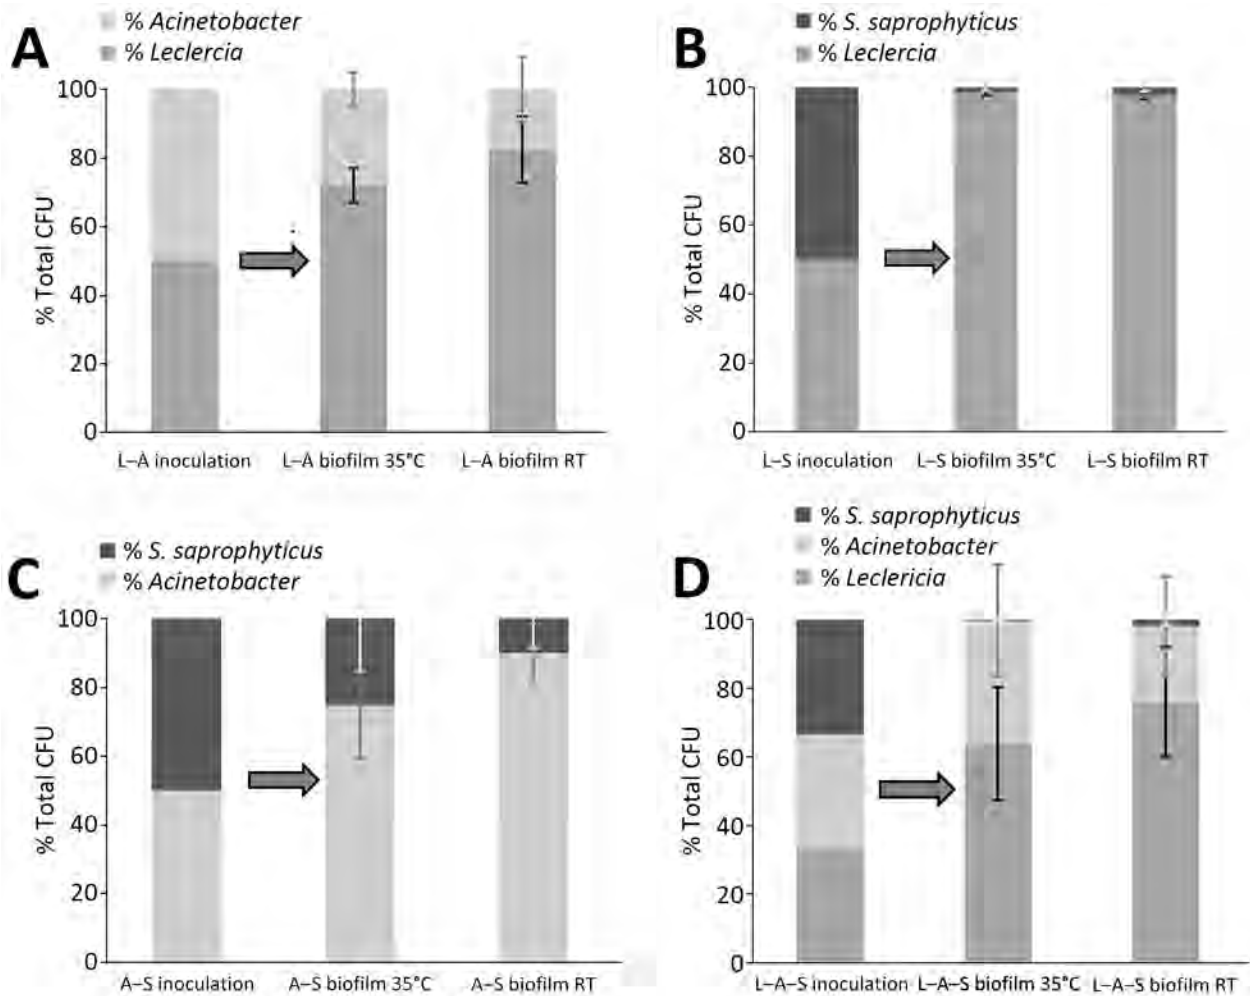 A
% Acinetobacter
% Leclercia
% Total CFU
100
80
60
40
20
0
L–A inoculation L–A biofilm 35°C L–A biofilm RT
B
% S. saprophyticus
% Leclercia
% Total CFU
100
80
60
40
20
0
L–S inoculation L–S biofilm 35°C L–S biofilm RT
C
% S. saprophyticus
% Acinetobacter
% Total CFU
100
80
60
40
20
0
A–S inoculation A–S biofilm 35°C A–S biofilm RT
D
% S. saprophyticus
% Acinetobacter
% Leclericia
% Total CFU
100
80
60
40
20
0
L–A–S inoculation L–A–S biofilm 35°C L–A–S biofilm RT